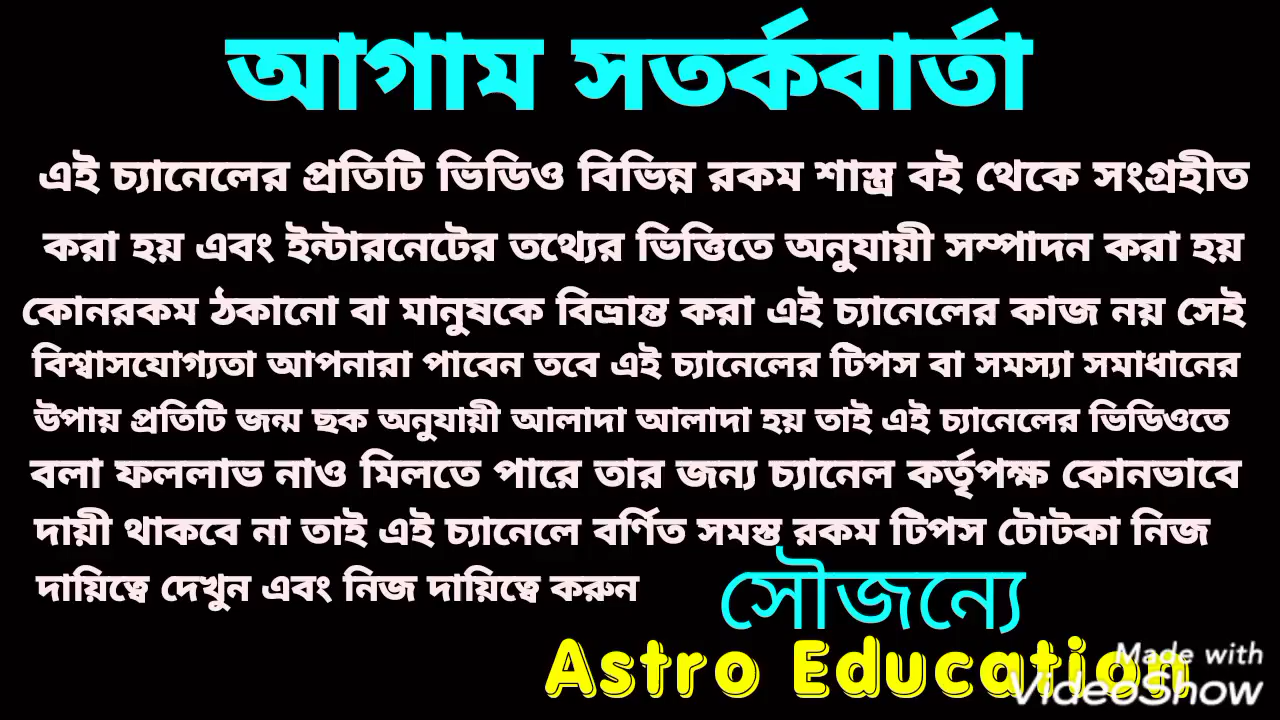 আগাম সতর্কবার্তা
এই চ্যানেলের প্রতিটি ভিডিও বিভিন্ন রকম শাস্ত্র বই থেকে সংগ্রহীত
করা হয় এবং ইন্টারনেটের তথ্যের ভিত্তিতে অনুযায়ী সম্পাদন করা হয়
কোনরকম ঠকানো বা মানুষকে বিভ্রান্ত করা এই চ্যানেলের কাজ নয় সেই
বিশ্বাসযোগ্যতা আপনারা পাবেন তবে এই চ্যানেলের টিপস বা সমস্যা সমাধানের
উপায় প্রতিটি জন্ম ছক অনুযায়ী আলাদা আলাদা হয় তাই এই চ্যানেলের ভিডিওতে
বলা ফললাভ নাও মিলতে পারে তার জন্য চ্যানেল কর্তৃপক্ষ কোনভাবে
দায়ী থাকবে না তাই এই চ্যানেলে বর্ণিত সমস্ত রকম টিপস টোটকা নিজ
দায়িত্বে দেখুন এবং নিজ দায়িত্বে করুন
সৌজন্যে
Astro Education
Made with
VideoShow